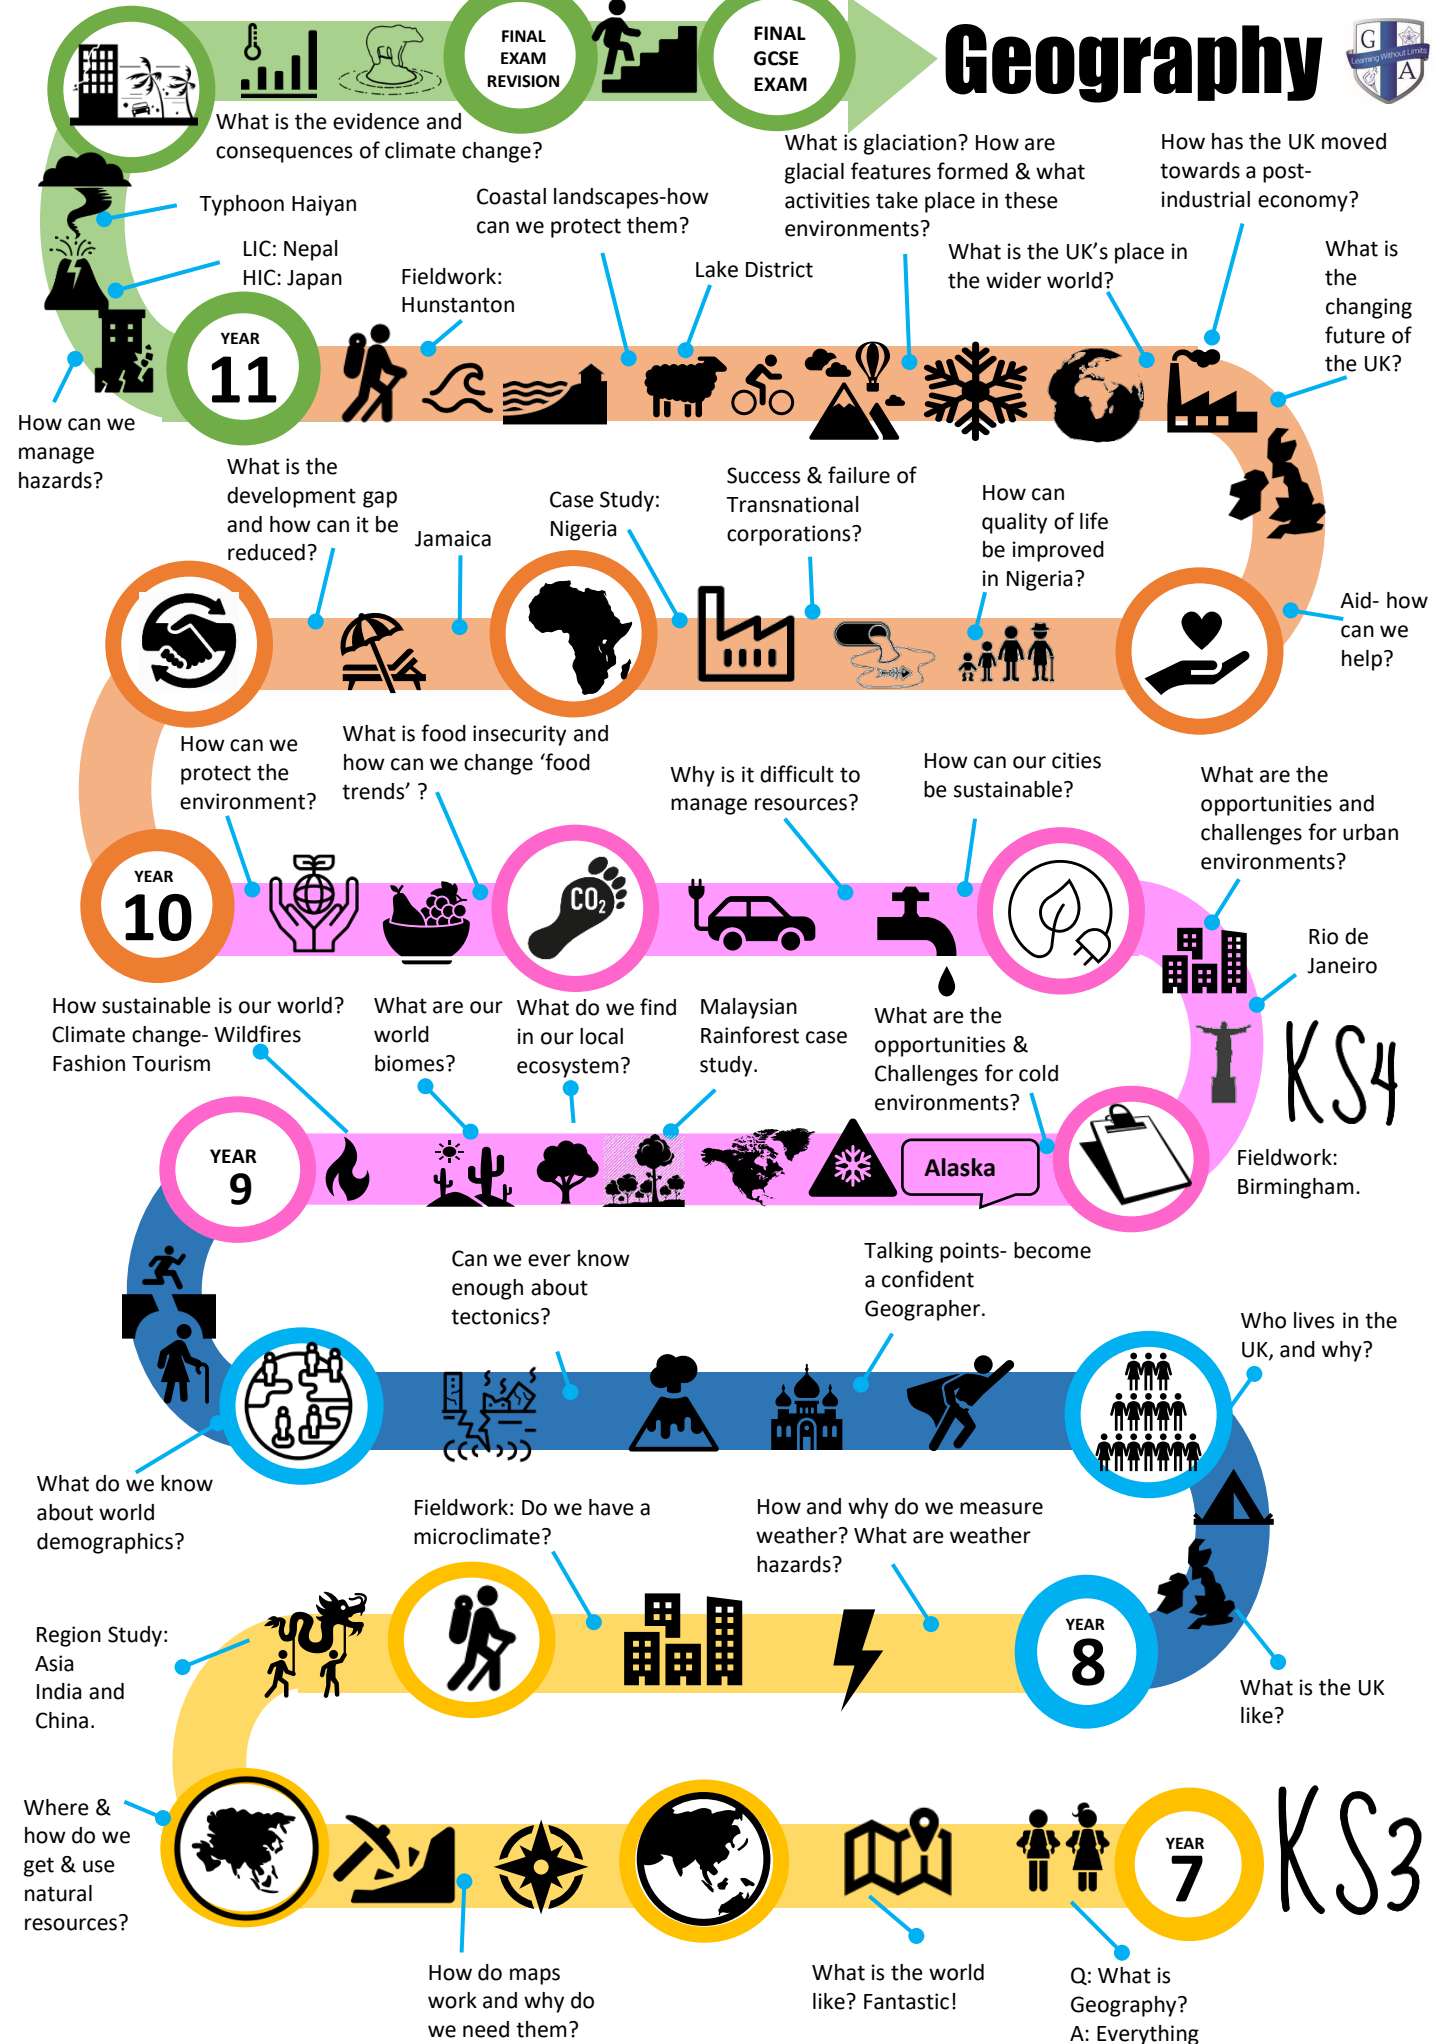 FINAL
EXAM
REVISION
FINAL
GCSE
EXAM
Geography
G
Learning Without Limits
A
What is the evidence and
consequences of climate change?
Typhoon Haiyan
LIC: Nepal
HIC: Japan
How can we
manage
hazards?
YEAR
11
Fieldwork:
Hunstanton
Coastal landscapes-how
can we protect them?
Lake District
What is glaciation? How are
glacial features formed & what
activities take place in these
environments?
What is the UK's place in
the wider world?
How has the UK moved
towards a post-
industrial economy?
What is
the
changing
future of
the UK?
What is the
development gap
and how can it be
reduced?
Jamaica
Case Study:
Nigeria
Success & failure of
Transnational
corporations?
How can
quality of life
be improved
in Nigeria?
Aid- how
can we
help?
How can we
protect the
environment?
What is food insecurity and
how can we change ‘food
trends’ ?
Why is it difficult to
manage resources?
How can our cities
be sustainable?
What are the
opportunities and
challenges for urban
environments?
YEAR
10
CO2
Rio de
Janeiro
KS4
How sustainable is our world?
Climate change- Wildfires
Fashion Tourism
What are our
world
biomes?
What do we find
in our local
ecosystem?
Malaysian
Rainforest case
study.
What are the
opportunities &
Challenges for cold
environments?
YEAR
9
Alaska
Fieldwork:
Birmingham.
Can we ever know
enough about
tectonics?
Talking points- become
a confident
Geographer.
Who lives in the
UK, and why?
What do we know
about world
demographics?
Fieldwork: Do we have a
microclimate?
How and why do we measure
weather? What are weather
hazards?
YEAR
8
What is the UK
like?
Region Study:
Asia
India and
China.
Where &
how do we
get & use
natural
resources?
YEAR
7
KS3
How do maps
work and why do
we need them?
What is the world
like? Fantastic!
Q: What is
Geography?
A: Everything